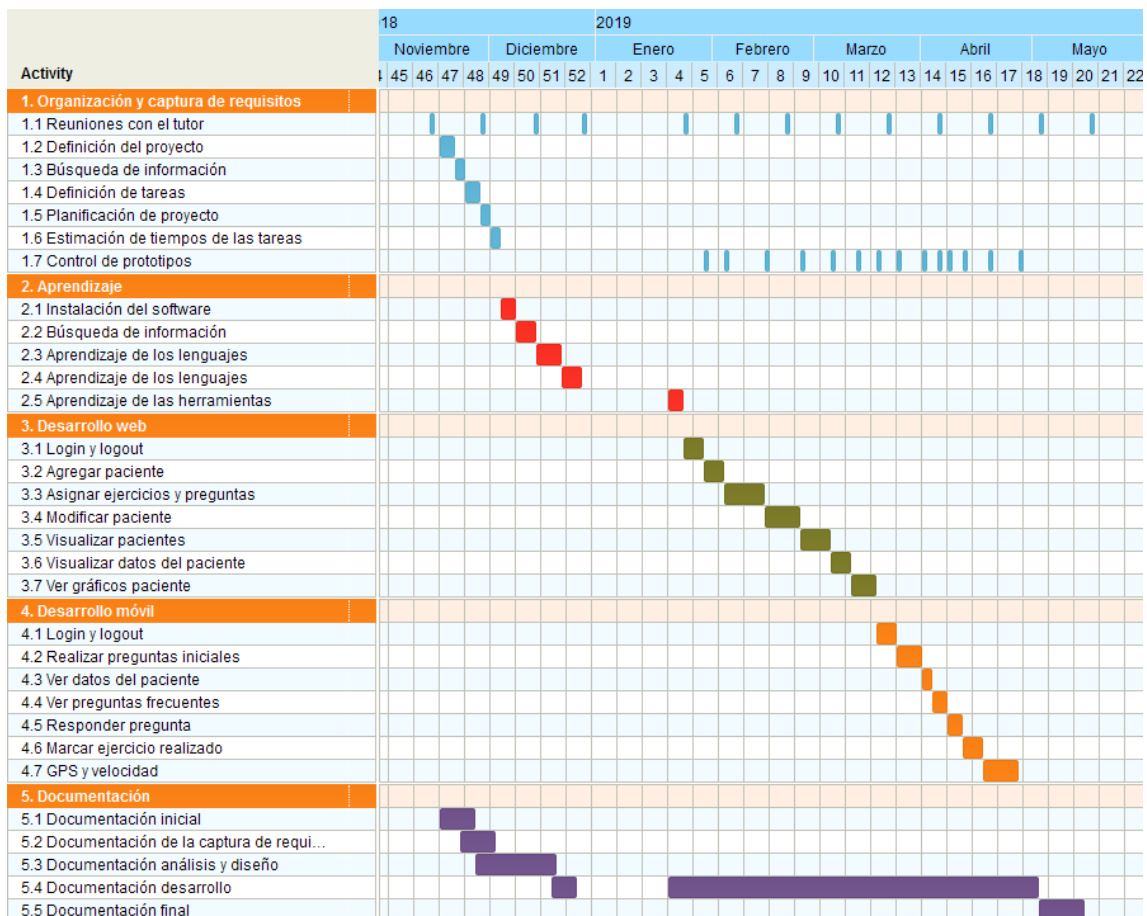 18 2019
Noviembre Diciembre Enero Febrero Marzo Abril Mayo
Activity 45 46 47 48 49 50 51 52 1 2 3 4 5 6 7 8 9 10 11 12 13 14 15 16 17 18 19 20 21 22
1. Organización y captura de requisitos
1.1 Reuniones con el tutor
1.2 Definición del proyecto
1.3 Búsqueda de información
1.4 Definición de tareas
1.5 Planificación de proyecto
1.6 Estimación de tiempos de las tareas
1.7 Control de prototipos
2. Aprendizaje
2.1 Instalación del software
2.2 Búsqueda de información
2.3 Aprendizaje de los lenguajes
2.4 Aprendizaje de los lenguajes
2.5 Aprendizaje de las herramientas
3. Desarrollo web
3.1 Login y logout
3.2 Agregar paciente
3.3 Asignar ejercicios y preguntas
3.4 Modificar paciente
3.5 Visualizar pacientes
3.6 Visualizar datos del paciente
3.7 Ver gráficos paciente
4. Desarrollo móvil
4.1 Login y logout
4.2 Realizar preguntas iniciales
4.3 Ver datos del paciente
4.4 Ver preguntas frecuentes
4.5 Responder pregunta
4.6 Marcar ejercicio realizado
4.7 GPS y velocidad
5. Documentación
5.1 Documentación inicial
5.2 Documentación de la captura de requi...
5.3 Documentación análisis y diseño
5.4 Documentación desarrollo
5.5 Documentación final